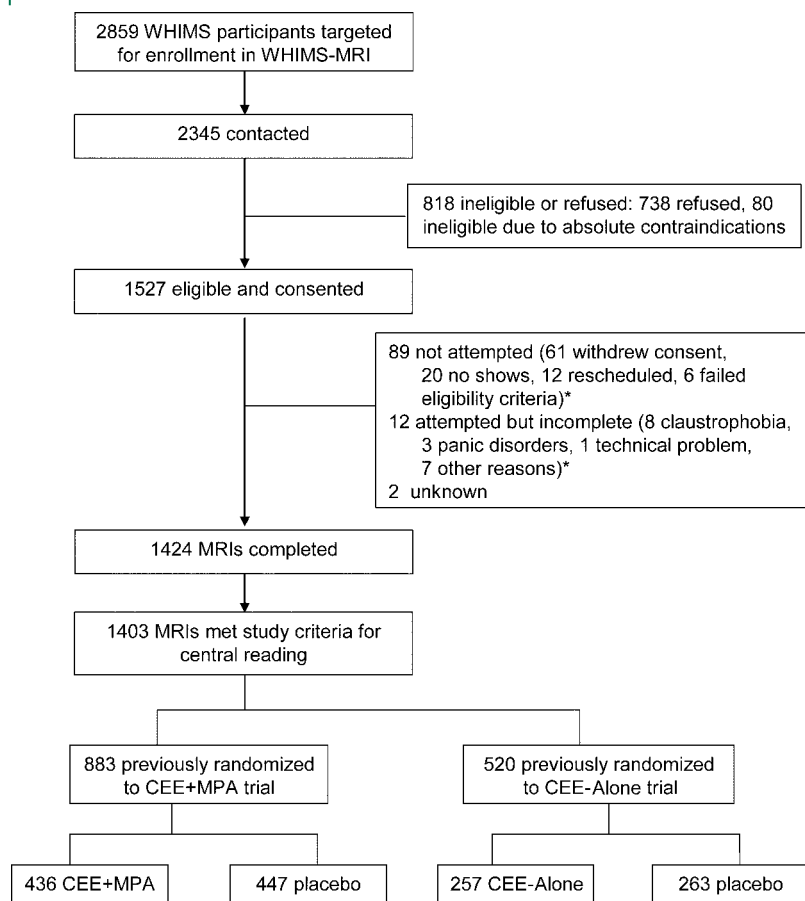 2859 WHIMS participants targeted
for enrollment in WHIMS-MRI
2345 contacted
818 ineligible or refused: 738 refused, 80
ineligible due to absolute contraindications
1527 eligible and consented
89 not attempted (61 withdrew consent,
20 no shows, 12 rescheduled, 6 failed
eligibility criteria)*
12 attempted but incomplete (8 claustrophobia,
3 panic disorders, 1 technical problem,
7 other reasons)*
2 unknown
1424 MRIs completed
1403 MRIs met study criteria for
central reading
883 previously randomized
to CEE+MPA trial
520 previously randomized
to CEE-Alone trial
436 CEE+MPA
447 placebo
257 CEE-Alone
263 placebo